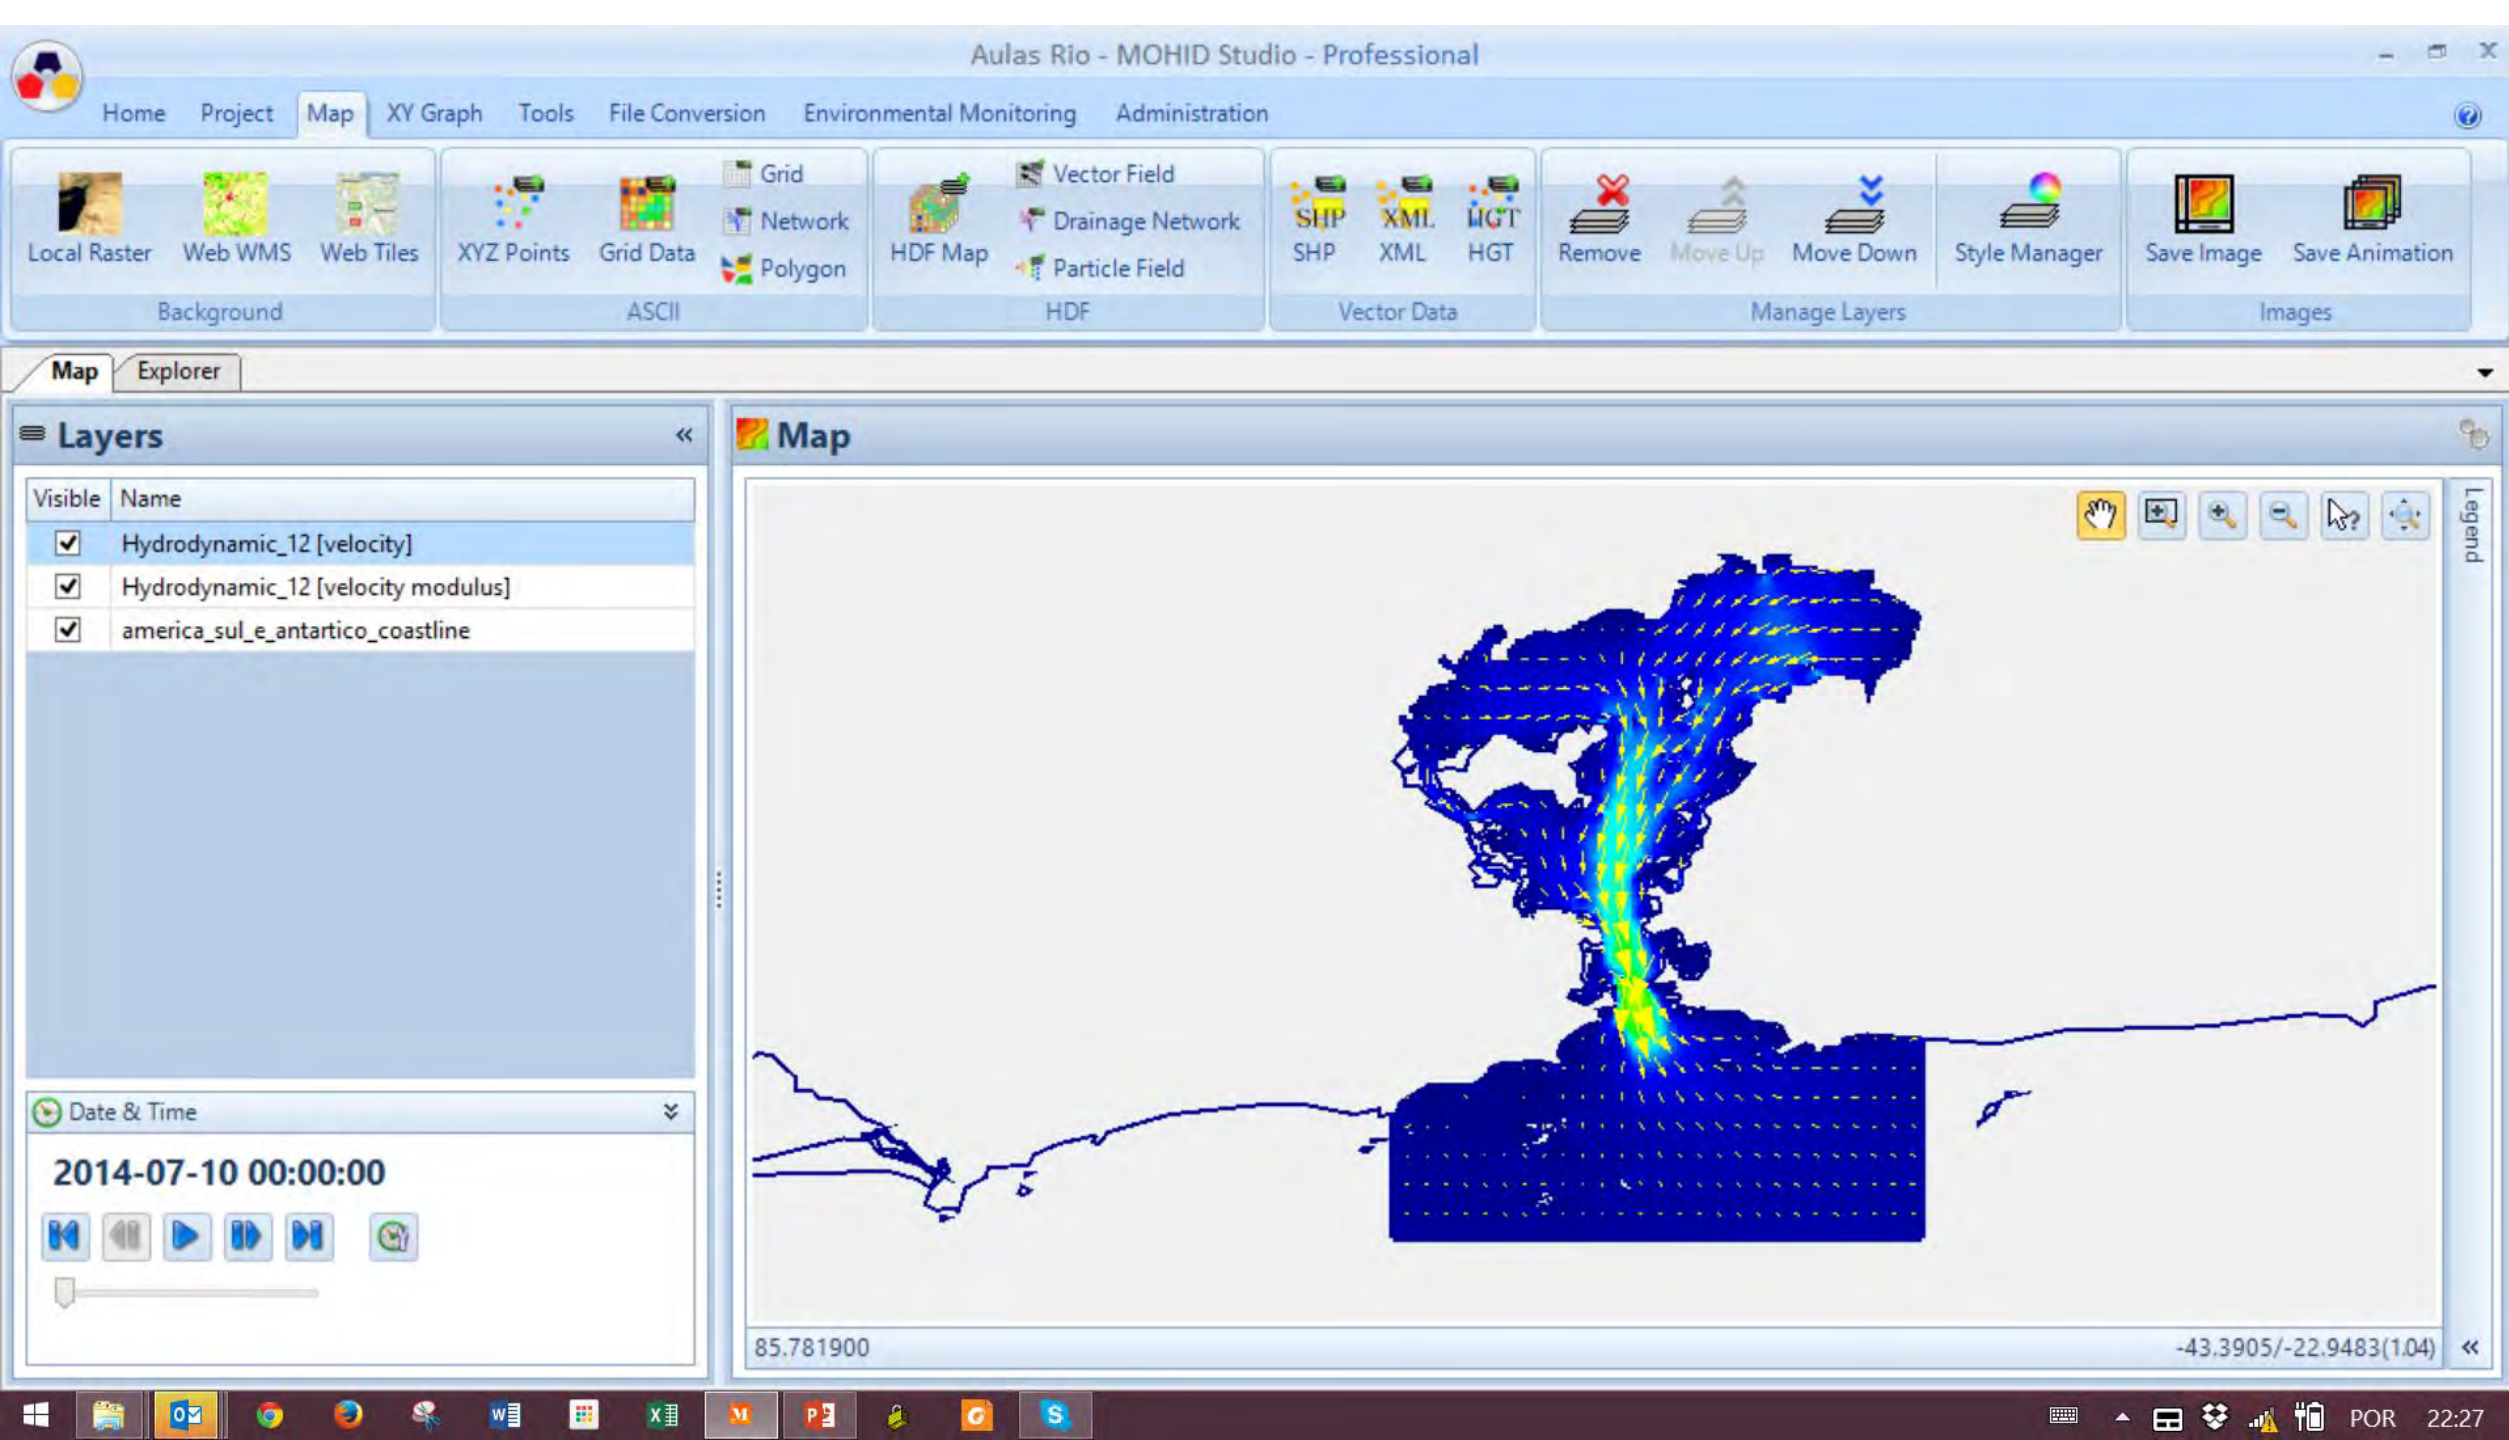 Aulas Rio - MOHID Studio - Professional
Home Project Map XY Graph Tools File Conversion Environmental Monitoring Administration
Local Raster Web WMS Web Tiles
Background
XYZ Points Grid Data
Grid
Network
Polygon
ASCII
HDF Map
Vector Field
Drainage Network
Particle Field
HDF
SHP XML HGT
SHP XML HGT
Vector Data
Remove Move Up Move Down Style Manager
Manage Layers
Save Image Save Animation
Images
Map Explorer
Layers
Visible Name
Hydrodynamic_12 [velocity]
Hydrodynamic_12 [velocity modulus]
america_sul_e_antartico_coastline
Date & Time
2014-07-10 00:00:00
Map
Legend
85.781900
-43.3905/-22.9483(1.04)
POR 22:27